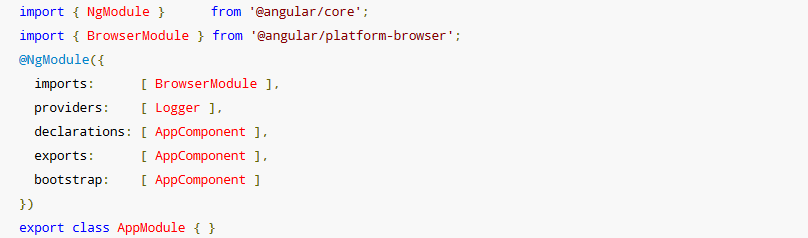 import { NgModule }      from '@angular/core';
import { BrowserModule } from '@angular/platform-browser';
@NgModule({
  imports:      [ BrowserModule ],
  providers:    [ Logger ],
  declarations: [ AppComponent ],
  exports:      [ AppComponent ],
  bootstrap:    [ AppComponent ]
})
export class AppModule { }